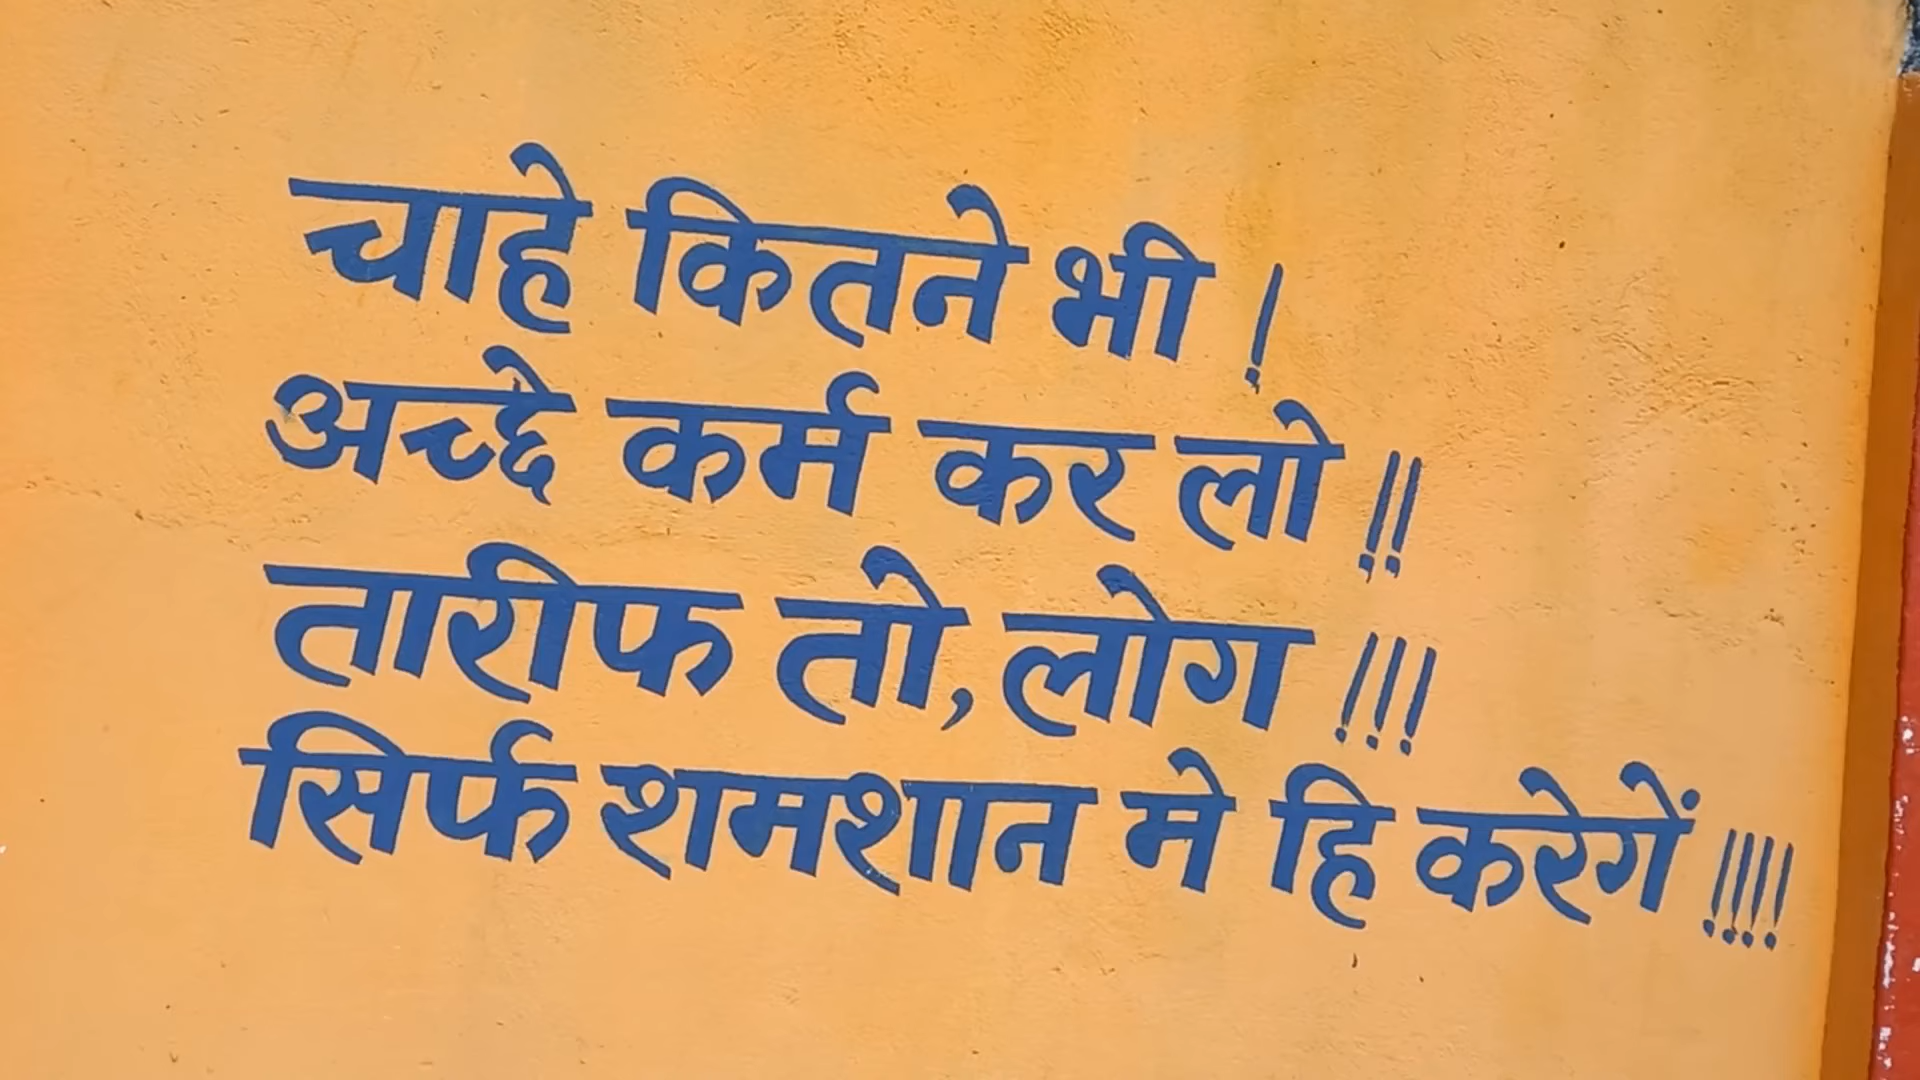 चाहे कितने भी !
अच्छे कर्म कर लो !!
तारीफ तो, लोग !!!
सिर्फ शमशान मे हि करेगें !!!!